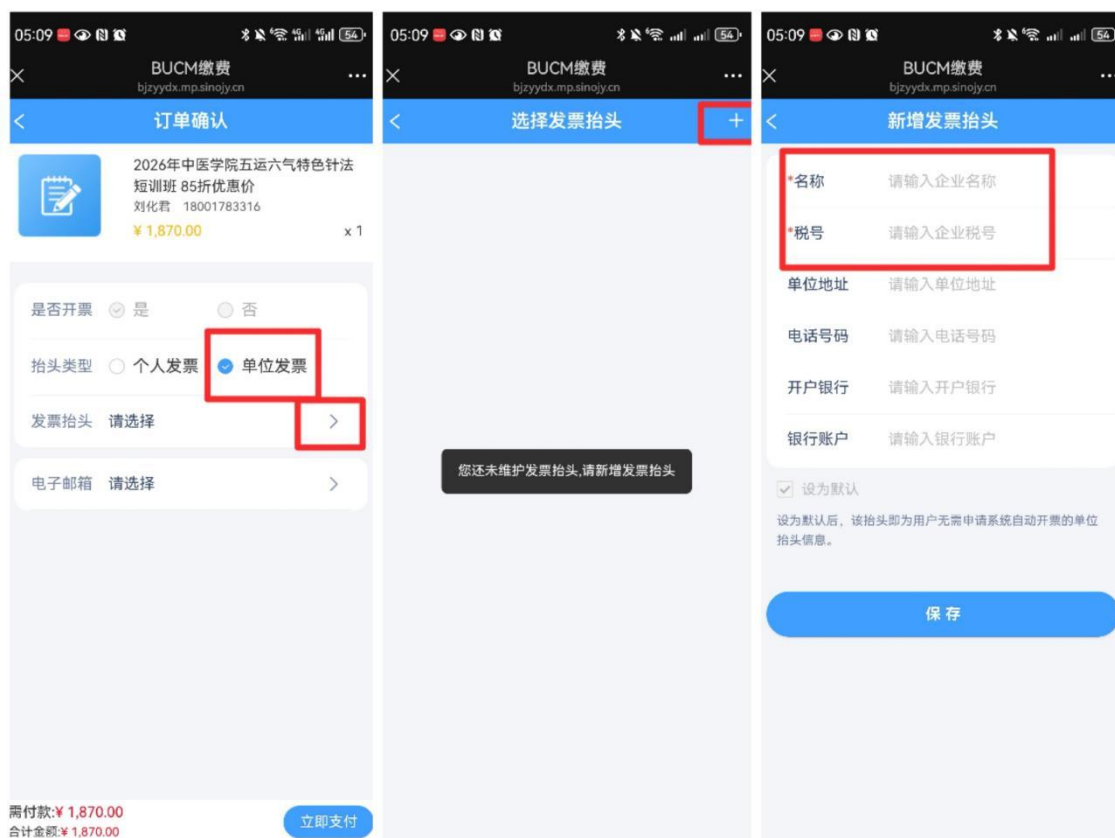 05:09
54
BUCM缴费
bjzyydx.mp.sinojy.cn
订单确认
2026年中医学院五运六气特色针法
短训班 85折优惠价
刘化君 18001783316
¥ 1,870.00 x 1
是否开票 是 否
抬头类型 个人发票 单位发票
发票抬头 请选择
电子邮箱 请选择
需付款:¥ 1,870.00
合计金额:¥ 1,870.00
立即支付
05:09
54
BUCM缴费
bjzyydx.mp.sinojy.cn
选择发票抬头
您还未维护发票抬头,请新增发票抬头
05:09
54
BUCM缴费
bjzyydx.mp.sinojy.cn
新增发票抬头
*名称 请输入企业名称
*税号 请输入企业税号
单位地址 请输入单位地址
电话号码 请输入电话号码
开户银行 请输入开户银行
银行账户 请输入银行账户
设为默认
设为默认后，该抬头即为用户无需申请系统自动开票的单位
抬头信息。
保存